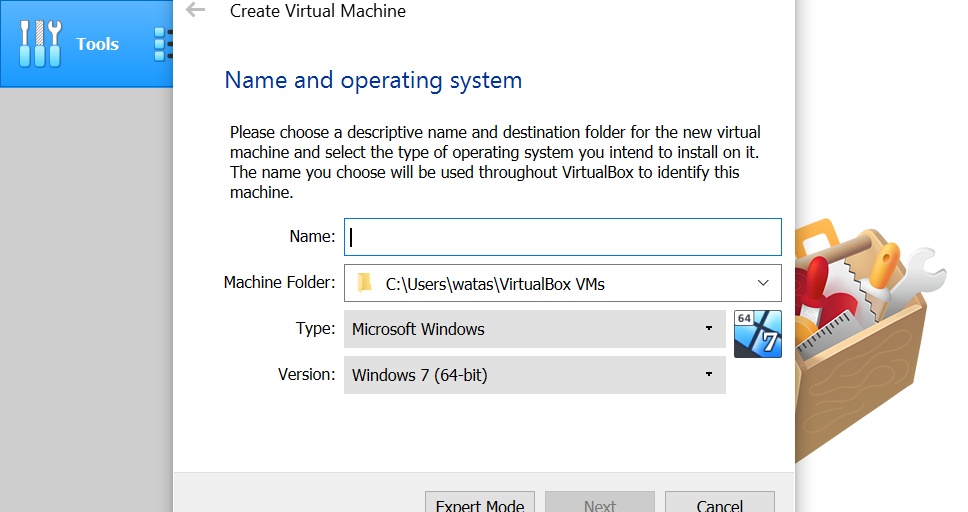 Create Virtual Machine
Tools
Name and operating system
Please choose a descriptive name and destination folder for the new virtual
machine and select the type of operating system you intend to install on it.
The name you choose will be used throughout VirtualBox to identify this
machine.
Name:
Machine Folder: C:\Users\watas\VirtualBox VMs
Type: Microsoft Windows
64
7
Version: Windows 7 (64-bit)
Expert Mode Next Cancel